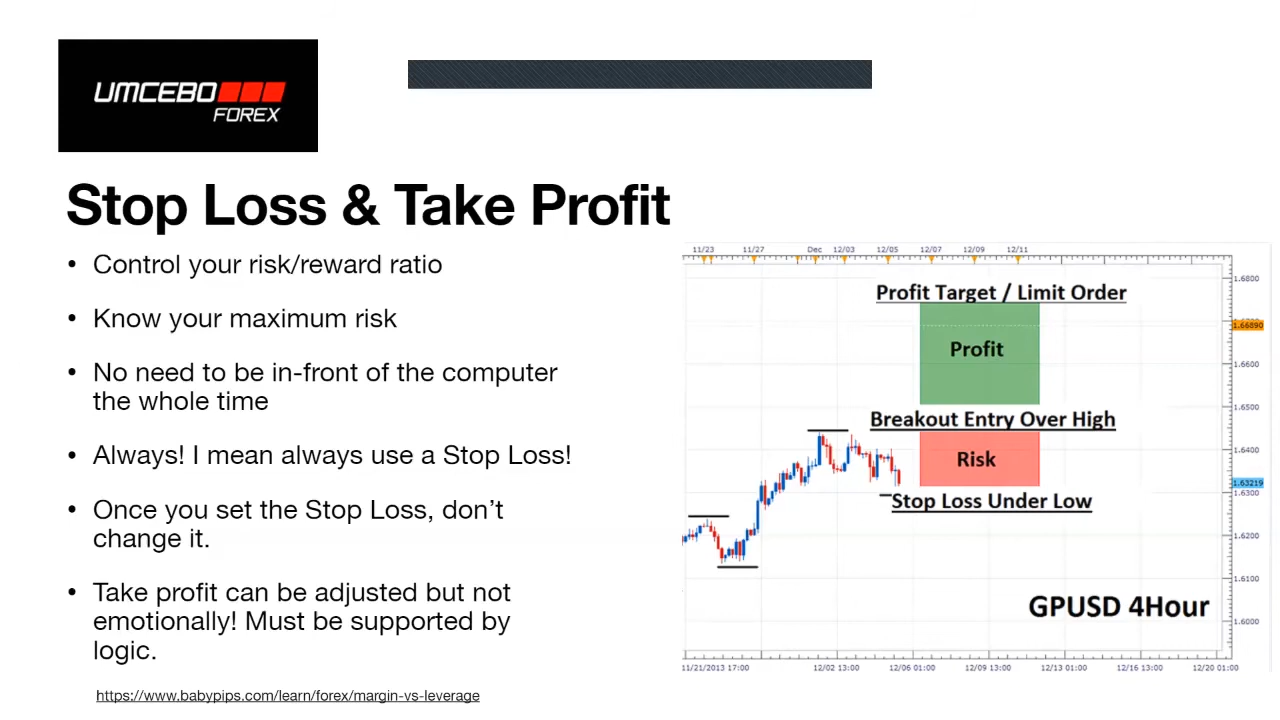 UMCEBO
FOREX
Stop Loss & Take Profit
• Control your risk/reward ratio
• Know your maximum risk
• No need to be in-front of the computer
the whole time
• Always! I mean always use a Stop Loss!
• Once you set the Stop Loss, don’t
change it.
• Take profit can be adjusted but not
emotionally! Must be supported by
logic.
https://www.babypips.com/learn/forex/margin-vs-leverage
11/23 11/27 Dec 12/03 12/05 12/07 12/09 12/11
Profit Target / Limit Order
Profit
Breakout Entry Over High
Risk
Stop Loss Under Low
GPUSD 4Hour
1.6800
1.66890
1.6600
1.6500
1.6400
1.63219
1.6300
1.6200
1.6100
1.6000
11/21/2013 17:00 12/02 13:00 12/06 01:00 12/09 13:00 12/13 01:00 12/16 13:00 12/20 01:00